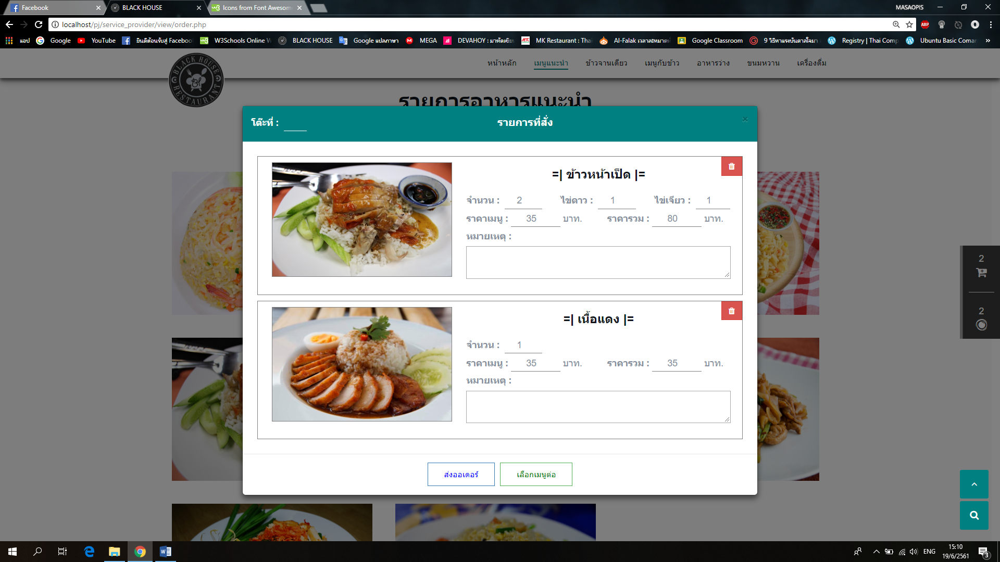 Facebook
BLACK HOUSE
Icons from Font Awesom
MASAOPIS
localhost/pj/service_provider/view/order.php
ABP
แอป
Google
YouTube
ยินดีต้อนรับสู่ Faceboo
W3Schools Online W
BLACK HOUSE
Google แปลภาษา
MEGA
DEVAHOY : มาหัดเขีย
MK Restaurant : Tha
Al-Falak เวลาละหมาด
Google Classroom
9 วิธีหาแรงบันดาลใจมา
Registry | Thai Comp
Ubuntu Basic Coma
»
BLACK HOUSE
BH
RESTAURANT
หน้าหลัก
เมนูแนะนำ
ข้าวจานเดียว
เมนูกับข้าว
อาหารว่าง
ขนมหวาน
เครื่องดื่ม
รายการอาหารแนะนำ
โต๊ะที่ :
รายการที่สั่ง
×
=| ข้าวหน้าเป็ด |=
จำนวน : 2 ไข่ดาว : 1 ไข่เจียว : 1
ราคาเมนู : 35 บาท. ราคารวม : 80 บาท.
หมายเหตุ :
=| เนื้อแดง |=
จำนวน : 1
ราคาเมนู : 35 บาท. ราคารวม : 35 บาท.
หมายเหตุ :
2
2
ส่งออเดอร์
เลือกเมนูต่อ
ENG
15:10
19/6/2561
3